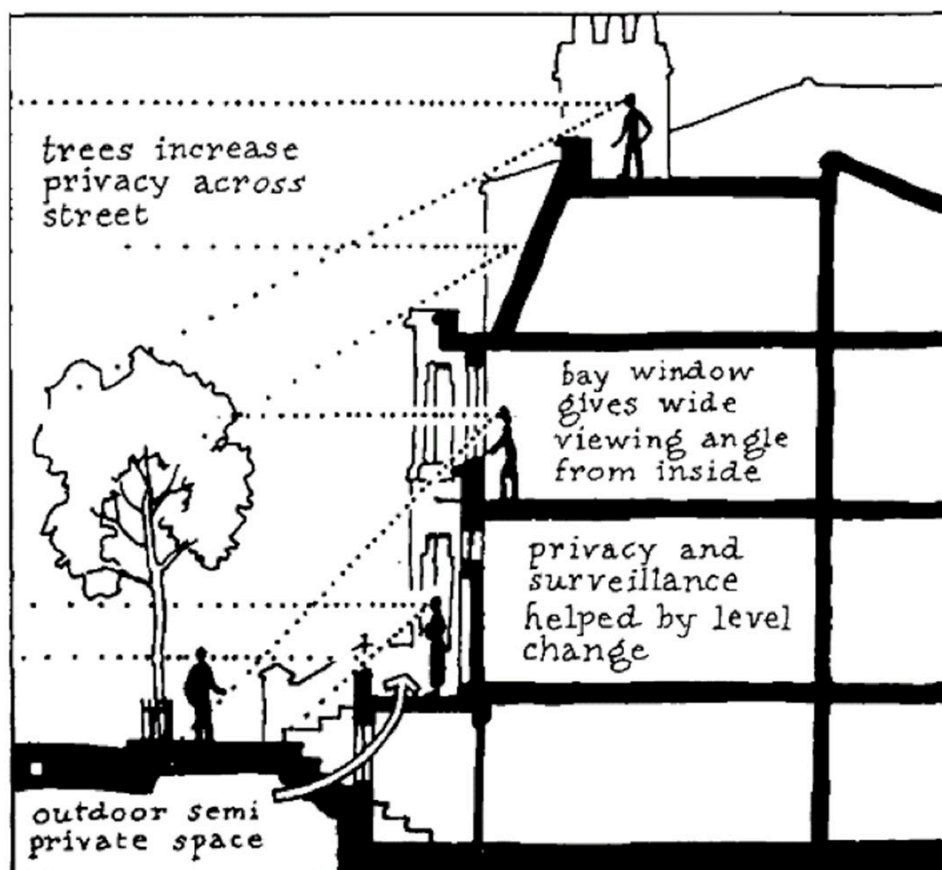 trees increase
privacy across
street
bay window
gives wide
viewing angle
from inside
privacy and
surveillance
helped by level
change
outdoor semi
private space